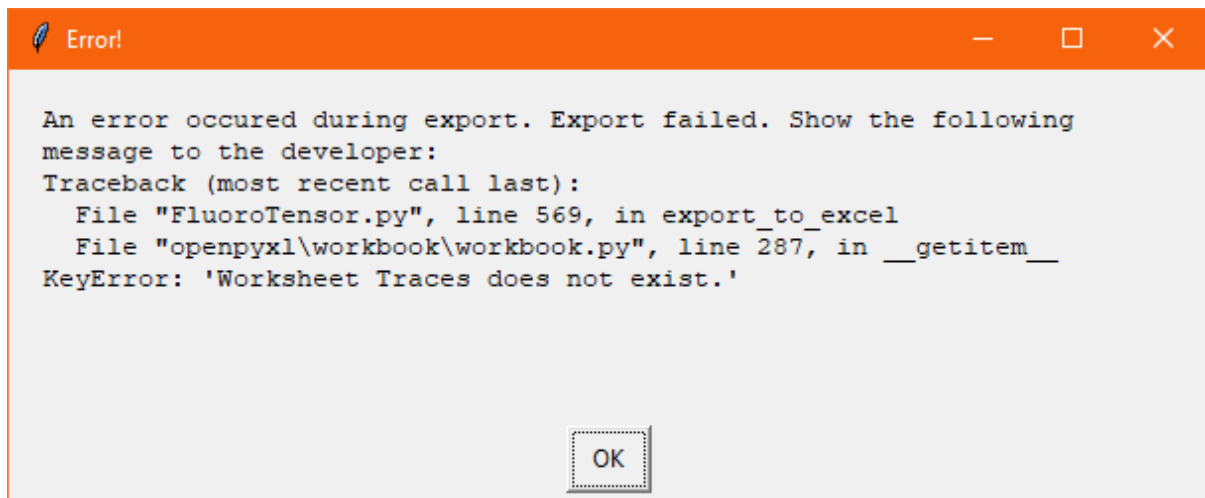 Error!
An error occured during export. Export failed. Show the following
message to the developer:
Traceback (most recent call last):
  File "FluoroTensor.py", line 569, in export_to_excel
  File "openpyxl\workbook\workbook.py", line 287, in __getitem__
KeyError: 'Worksheet Traces does not exist.'
OK